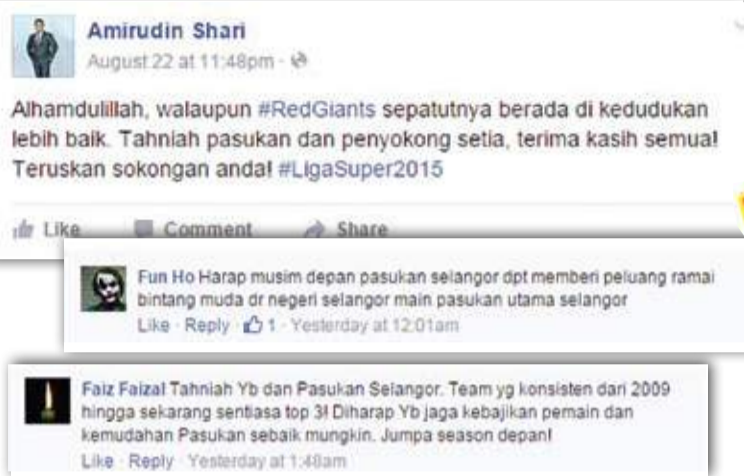 Amirudin Shari
August 22 at 11:48pm ·
Alhamdulillah, walaupun #RedGiants sepatutnya berada di kedudukan
lebih baik. Tahniah pasukan dan penyokong setia, terima kasih semua!
Teruskan sokongan anda! #LigaSuper2015
Like Comment Share
Fun Ho Harap musim depan pasukan selangor dpt memberi peluang ramai
bintang muda dr negeri selangor main pasukan utama selangor
Like · Reply · 1 · Yesterday at 12:01am
Faiz Faizal Tahniah Yb dan Pasukan Selangor. Team yg konsisten dari 2009
hingga sekarang sentiasa top 3! Diharap Yb jaga kebajikan pemain dan
kemudahan Pasukan sebaik mungkin. Jumpa season depan!
Like · Reply · Yesterday at 1:48am